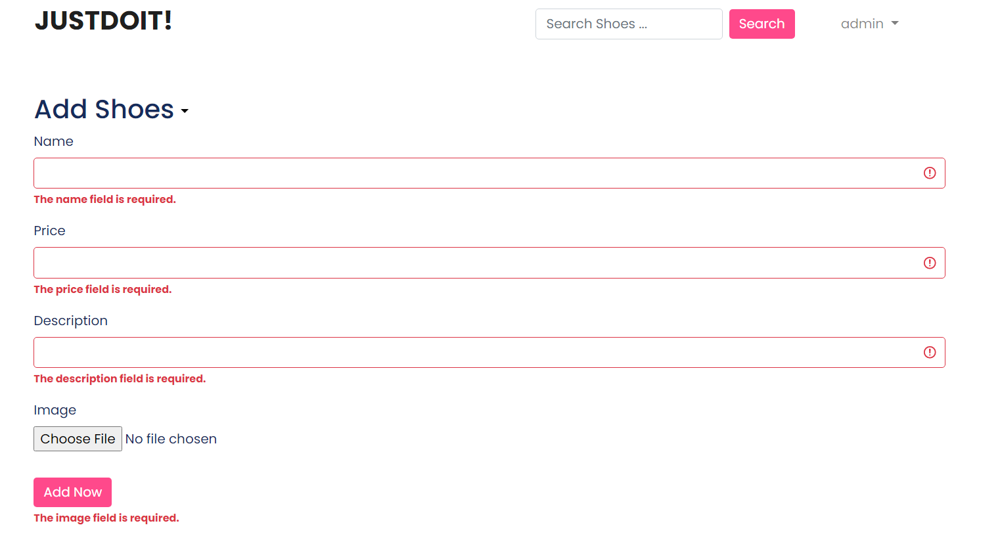 JUSTDOIT!
Search Shoes ...
Search
admin
Add Shoes
Name
The name field is required.
Price
The price field is required.
Description
The description field is required.
Image
Choose File No file chosen
Add Now
The image field is required.